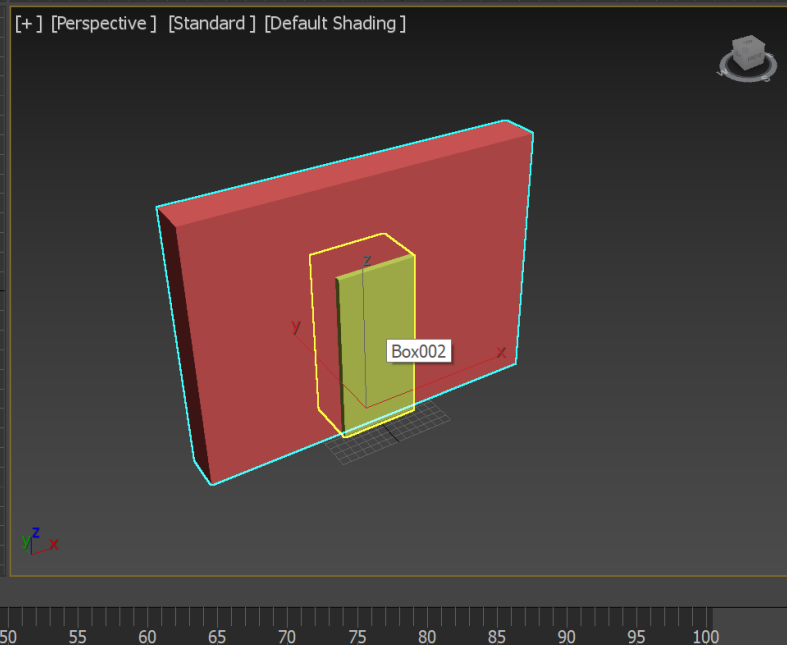 [+] [Perspective] [Standard] [Default Shading]
z
y
Box002
x
z
y x
50 55 60 65 70 75 80 85 90 95 100